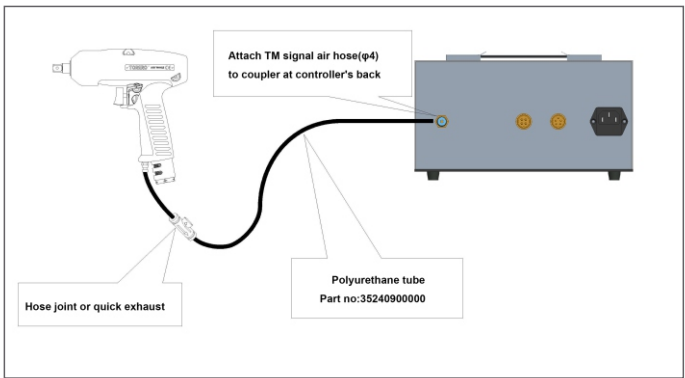 Attach TM signal air hose(φ4)
to coupler at controller's back
Polyurethane tube
Part no:35240900000
Hose joint or quick exhaust